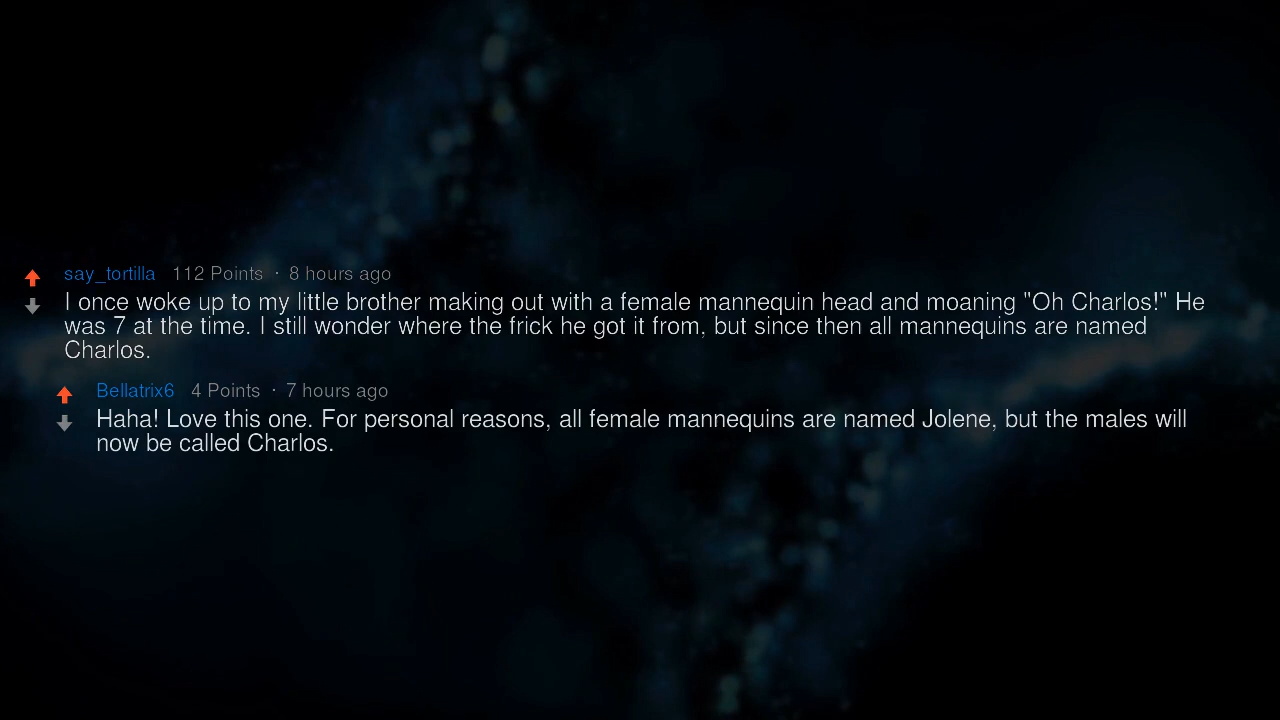 say_tortilla 112 Points · 8 hours ago
I once woke up to my little brother making out with a female mannequin head and moaning "Oh Charlos!" He
was 7 at the time. I still wonder where the frick he got it from, but since then all mannequins are named
Charlos.
Bellatrix6 4 Points · 7 hours ago
Haha! Love this one. For personal reasons, all female mannequins are named Jolene, but the males will
now be called Charlos.